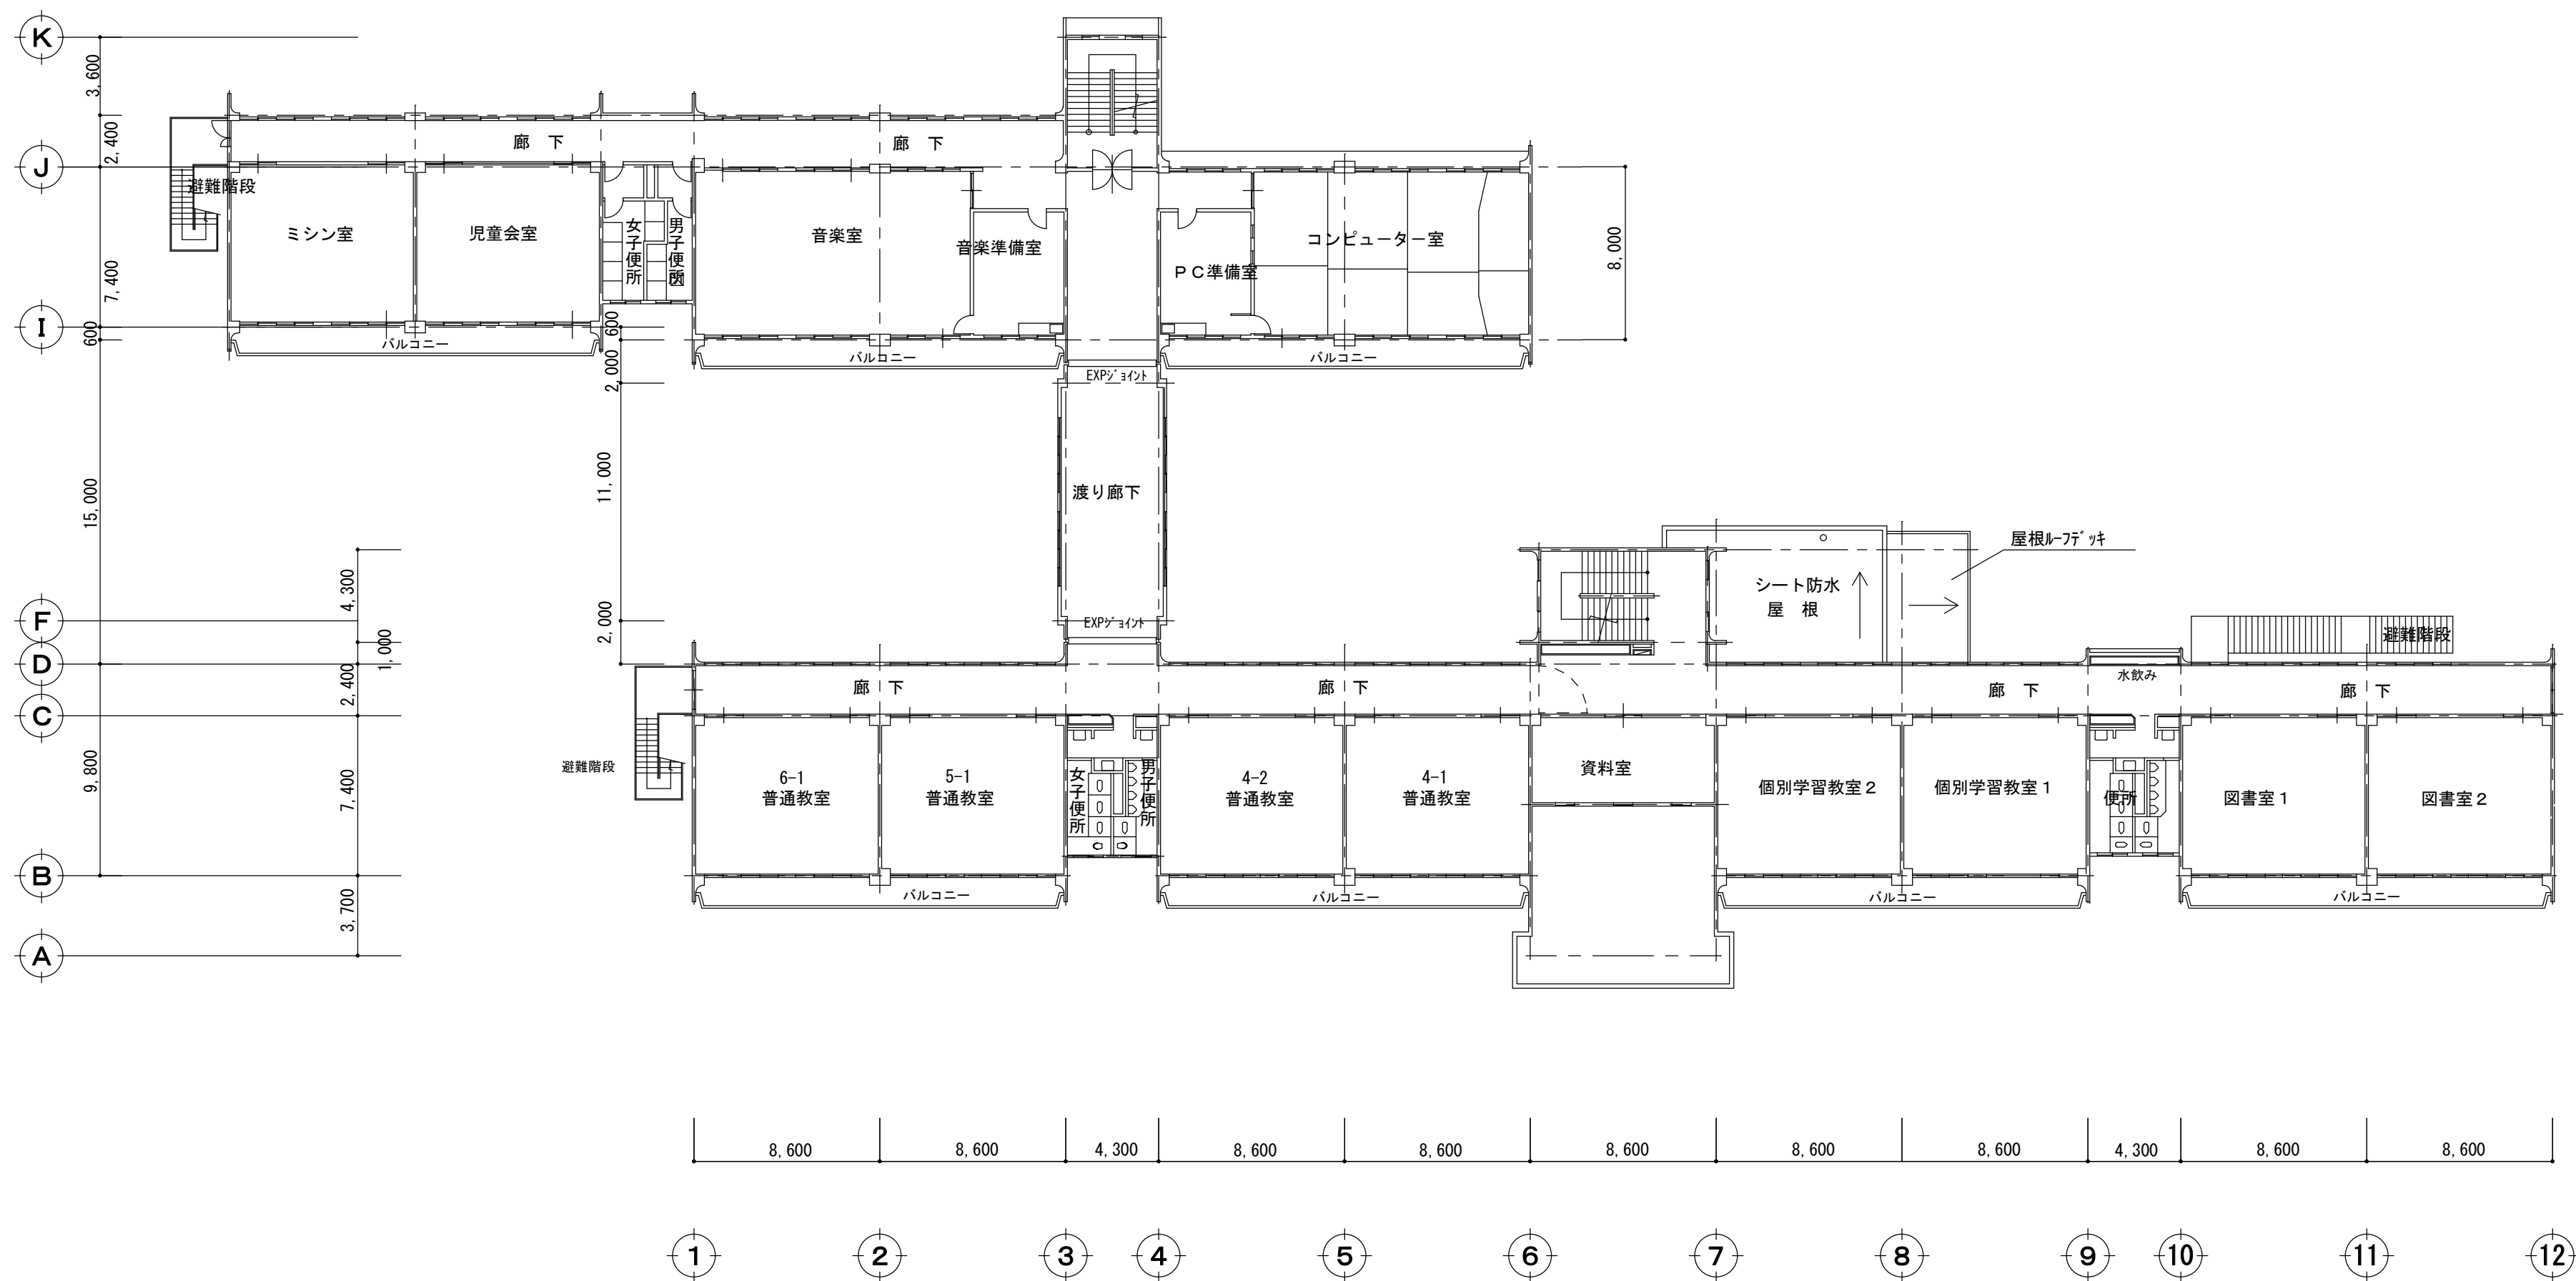 K
3,600
2,400
廊 下
廊 下
J
避難階段
ミシン室
児童会室
女子便所
男子便所
音楽室
音楽準備室
PC準備室
コンピューター室
8,000
7,400
I
600
600
バルコニー
バルコニー
バルコニー
2,000
EXPジョイント
15,000
11,000
渡り廊下
屋根ルーフデッキ
シート防水
屋 根
4,300
F
2,000
EXPジョイント
1,000
避難階段
D
水飲み
2,400
廊 下
廊 下
廊 下
廊 下
C
9,800
7,400
避難階段
6-1
普通教室
5-1
普通教室
女子便所
男子便所
4-2
普通教室
4-1
普通教室
資料室
個別学習教室2
個別学習教室1
便所
図書室1
図書室2
B
バルコニー
バルコニー
バルコニー
バルコニー
3,700
A
8,600 8,600 4,300 8,600 8,600 8,600 8,600 8,600 4,300 8,600 8,600
1 2 3 4 5 6 7 8 9 10 11 12